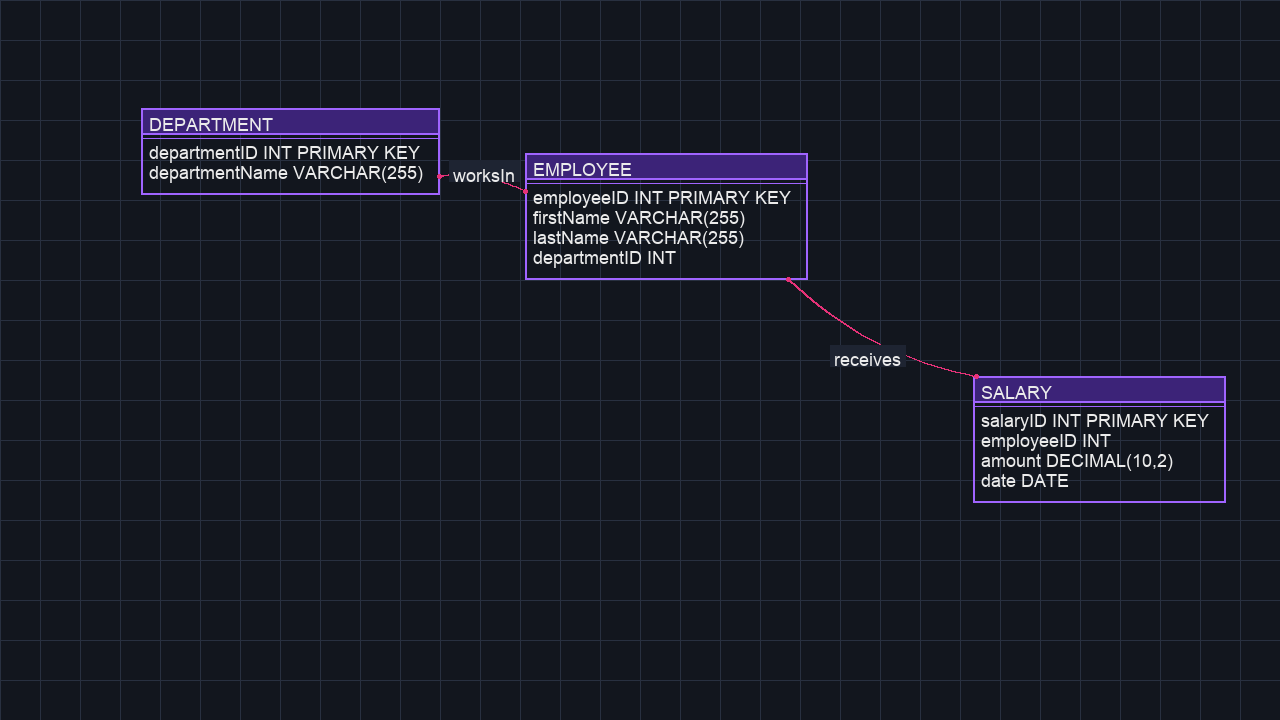 DEPARTMENT
departmentID INT PRIMARY KEY
departmentName VARCHAR(255)
worksIn
EMPLOYEE
employeeID INT PRIMARY KEY
firstName VARCHAR(255)
lastName VARCHAR(255)
departmentID INT
receives
SALARY
salaryID INT PRIMARY KEY
employeeID INT
amount DECIMAL(10,2)
date DATE